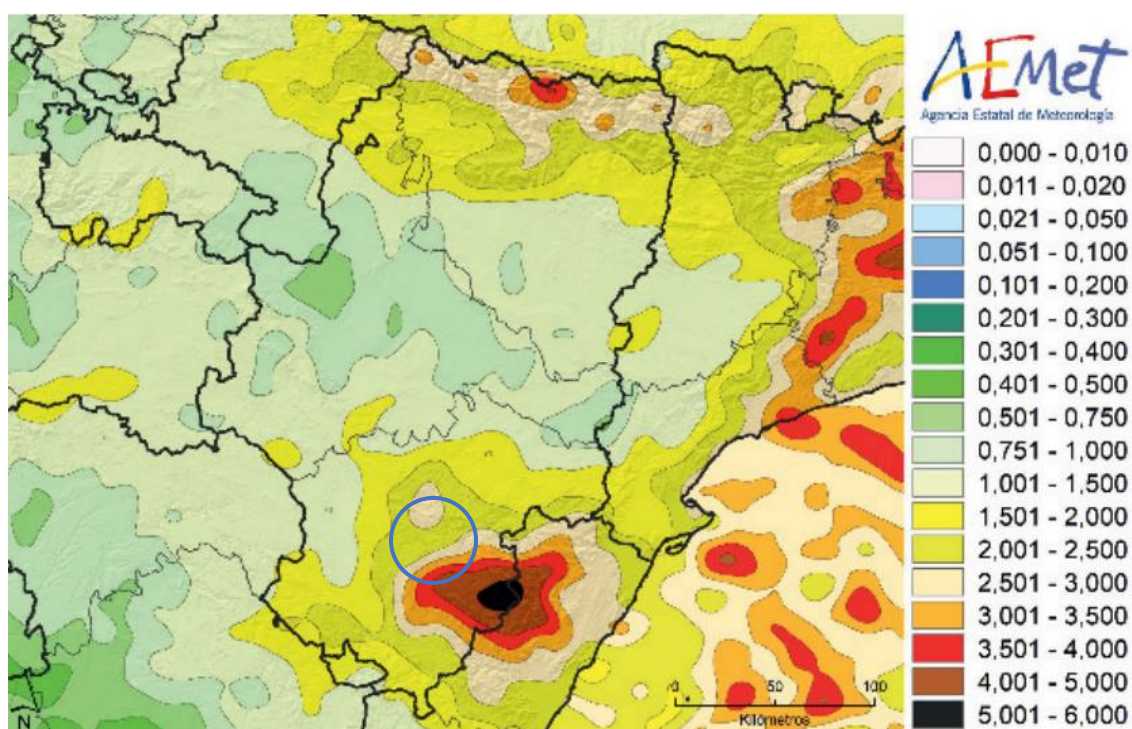 AEMet
Agencia Estatal de Meteorología
0,000 - 0,010
0,011 - 0,020
0,021 - 0,050
0,051 - 0,100
0,101 - 0,200
0,201 - 0,300
0,301 - 0,400
0,401 - 0,500
0,501 - 0,750
0,751 - 1,000
1,001 - 1,500
1,501 - 2,000
2,001 - 2,500
2,501 - 3,000
3,001 - 3,500
3,501 - 4,000
4,001 - 5,000
5,001 - 6,000
0 50 100
Kilómetros
N